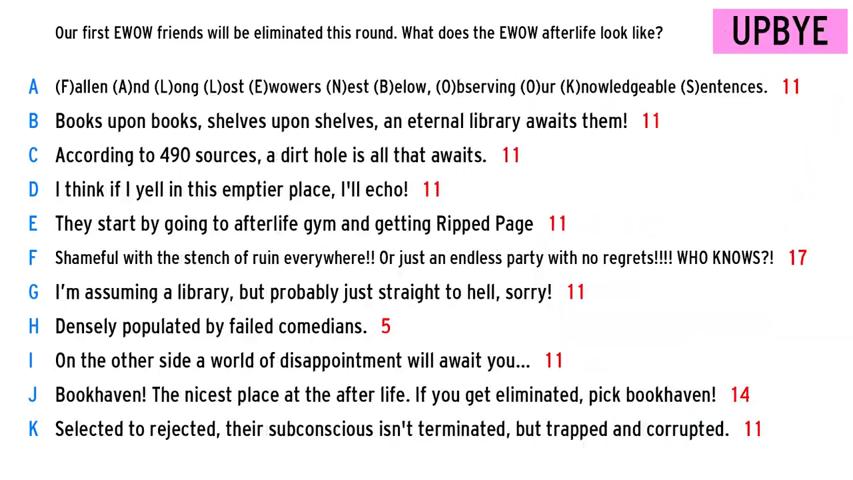 Our first EWOW friends will be eliminated this round. What does the EWOW afterlife look like?
UPBYE
A (F)allen (A)nd (L)ong (L)ost (E)wowers (N)est (B)elow, (O)bserving (O)ur (K)nowledgeable (S)entences. 11
B Books upon books, shelves upon shelves, an eternal library awaits them! 11
C According to 490 sources, a dirt hole is all that awaits. 11
D I think if I yell in this emptier place, I'll echo! 11
E They start by going to afterlife gym and getting Ripped Page 11
F Shameful with the stench of ruin everywhere!! Or just an endless party with no regrets!!!! WHO KNOWS?! 17
G I'm assuming a library, but probably just straight to hell, sorry! 11
H Densely populated by failed comedians. 5
I On the other side a world of disappointment will await you... 11
J Bookhaven! The nicest place at the after life. If you get eliminated, pick bookhaven! 14
K Selected to rejected, their subconscious isn't terminated, but trapped and corrupted. 11